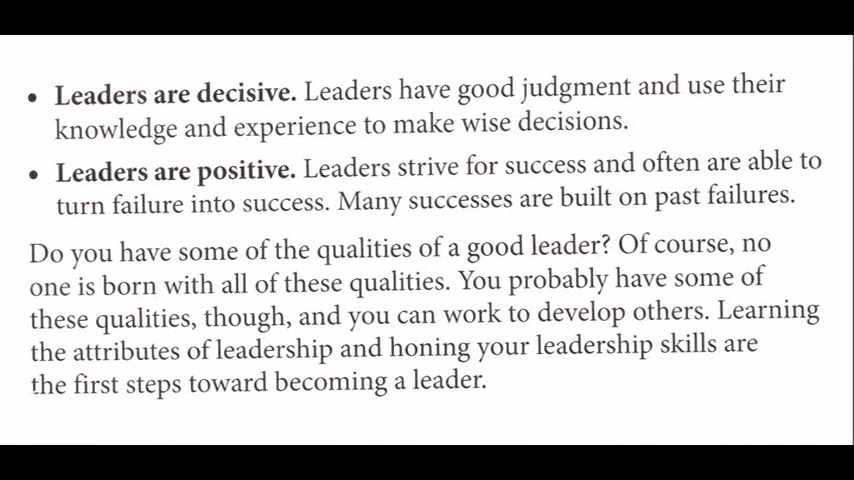 • Leaders are decisive. Leaders have good judgment and use their
knowledge and experience to make wise decisions.
• Leaders are positive. Leaders strive for success and often are able to
turn failure into success. Many successes are built on past failures.
Do you have some of the qualities of a good leader? Of course, no
one is born with all of these qualities. You probably have some of
these qualities, though, and you can work to develop others. Learning
the attributes of leadership and honing your leadership skills are
the first steps toward becoming a leader.